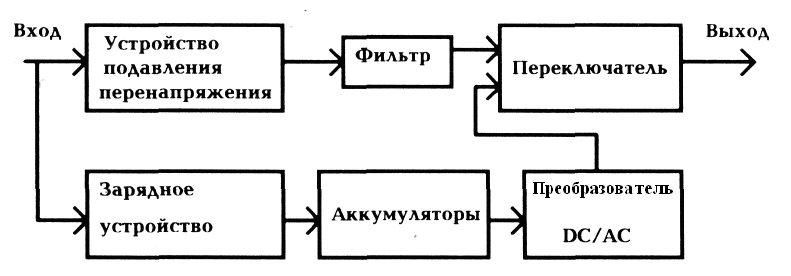 Вход
Устройство
подавления
перенапряжения
Фильтр
Переключатель
Выход
Зарядное
устройство
Аккумуляторы
Преобразователь
DC/AC